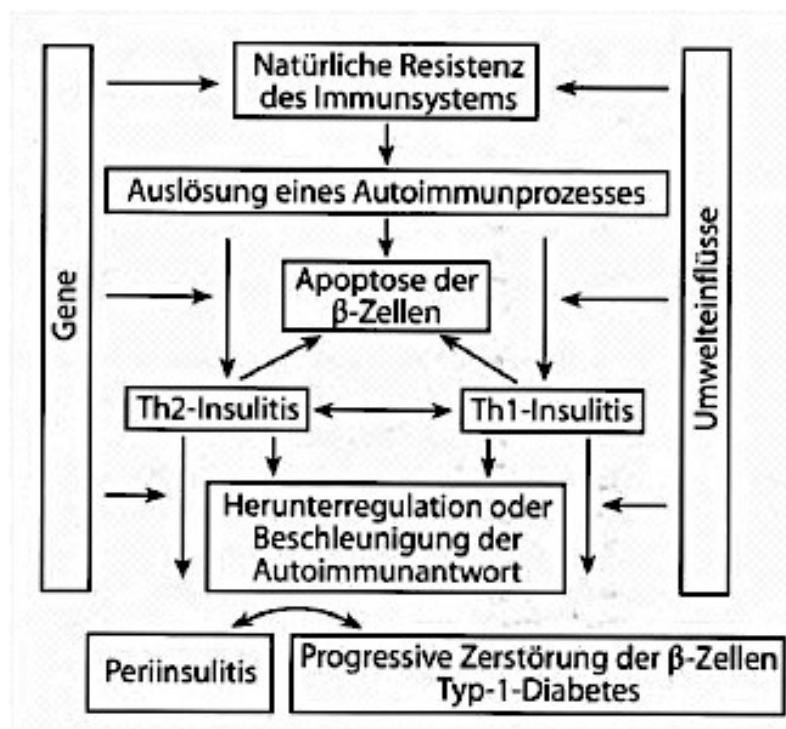 Natürliche Resistenz
des Immunsystems
Auslösung eines Autoimmunprozesses
Apoptose der
β-Zellen
Gene
Umwelteinflüsse
Th2-Insulitis
Th1-Insulitis
Herunterregulation oder
Beschleunigung der
Autoimmunantwort
Periinsulitis
Progressive Zerstörung der β-Zellen
Typ-1-Diabetes